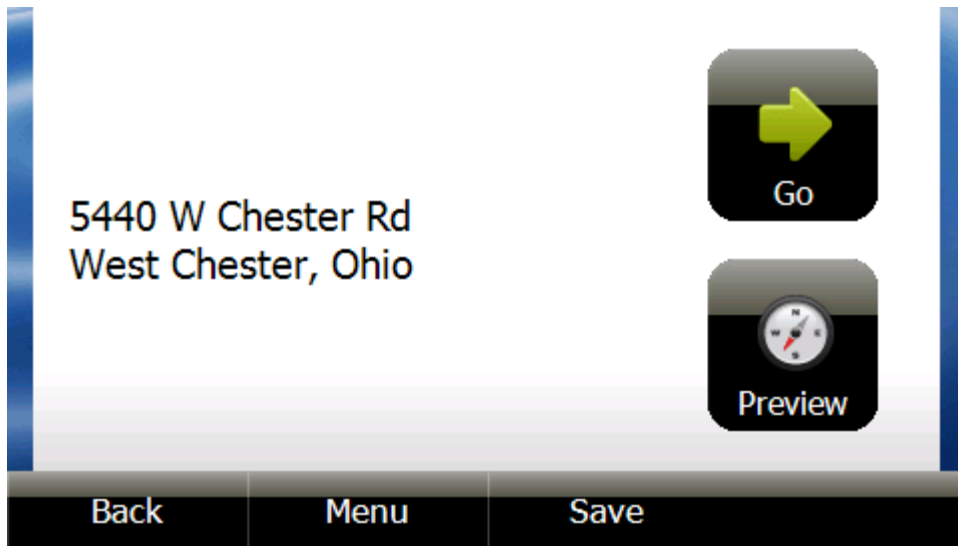 5440 W Chester Rd
West Chester, Ohio
Go
N
W E
S
Preview
Back Menu Save